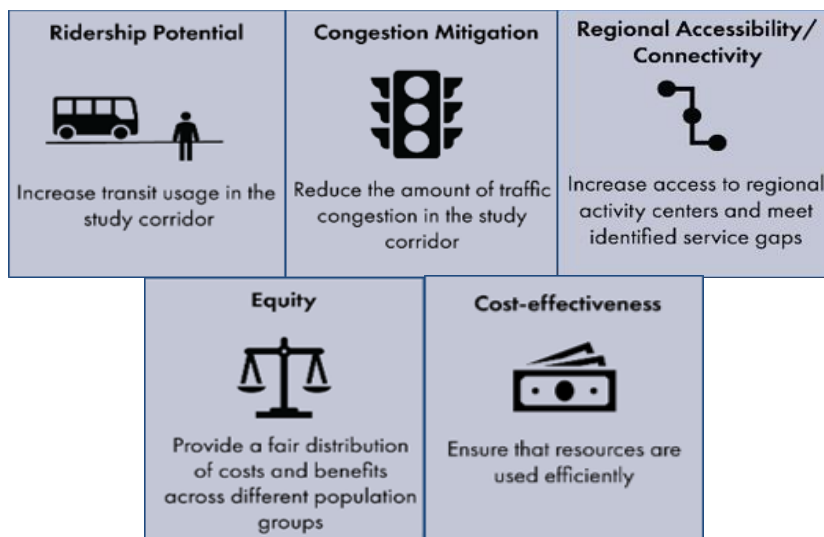 Ridership Potential
Increase transit usage in the
study corridor
Congestion Mitigation
Reduce the amount of traffic
congestion in the study
corridor
Regional Accessibility/
Connectivity
Increase access to regional
activity centers and meet
identified service gaps
Equity
Provide a fair distribution
of costs and benefits
across different population
groups
Cost-effectiveness
Ensure that resources are
used efficiently